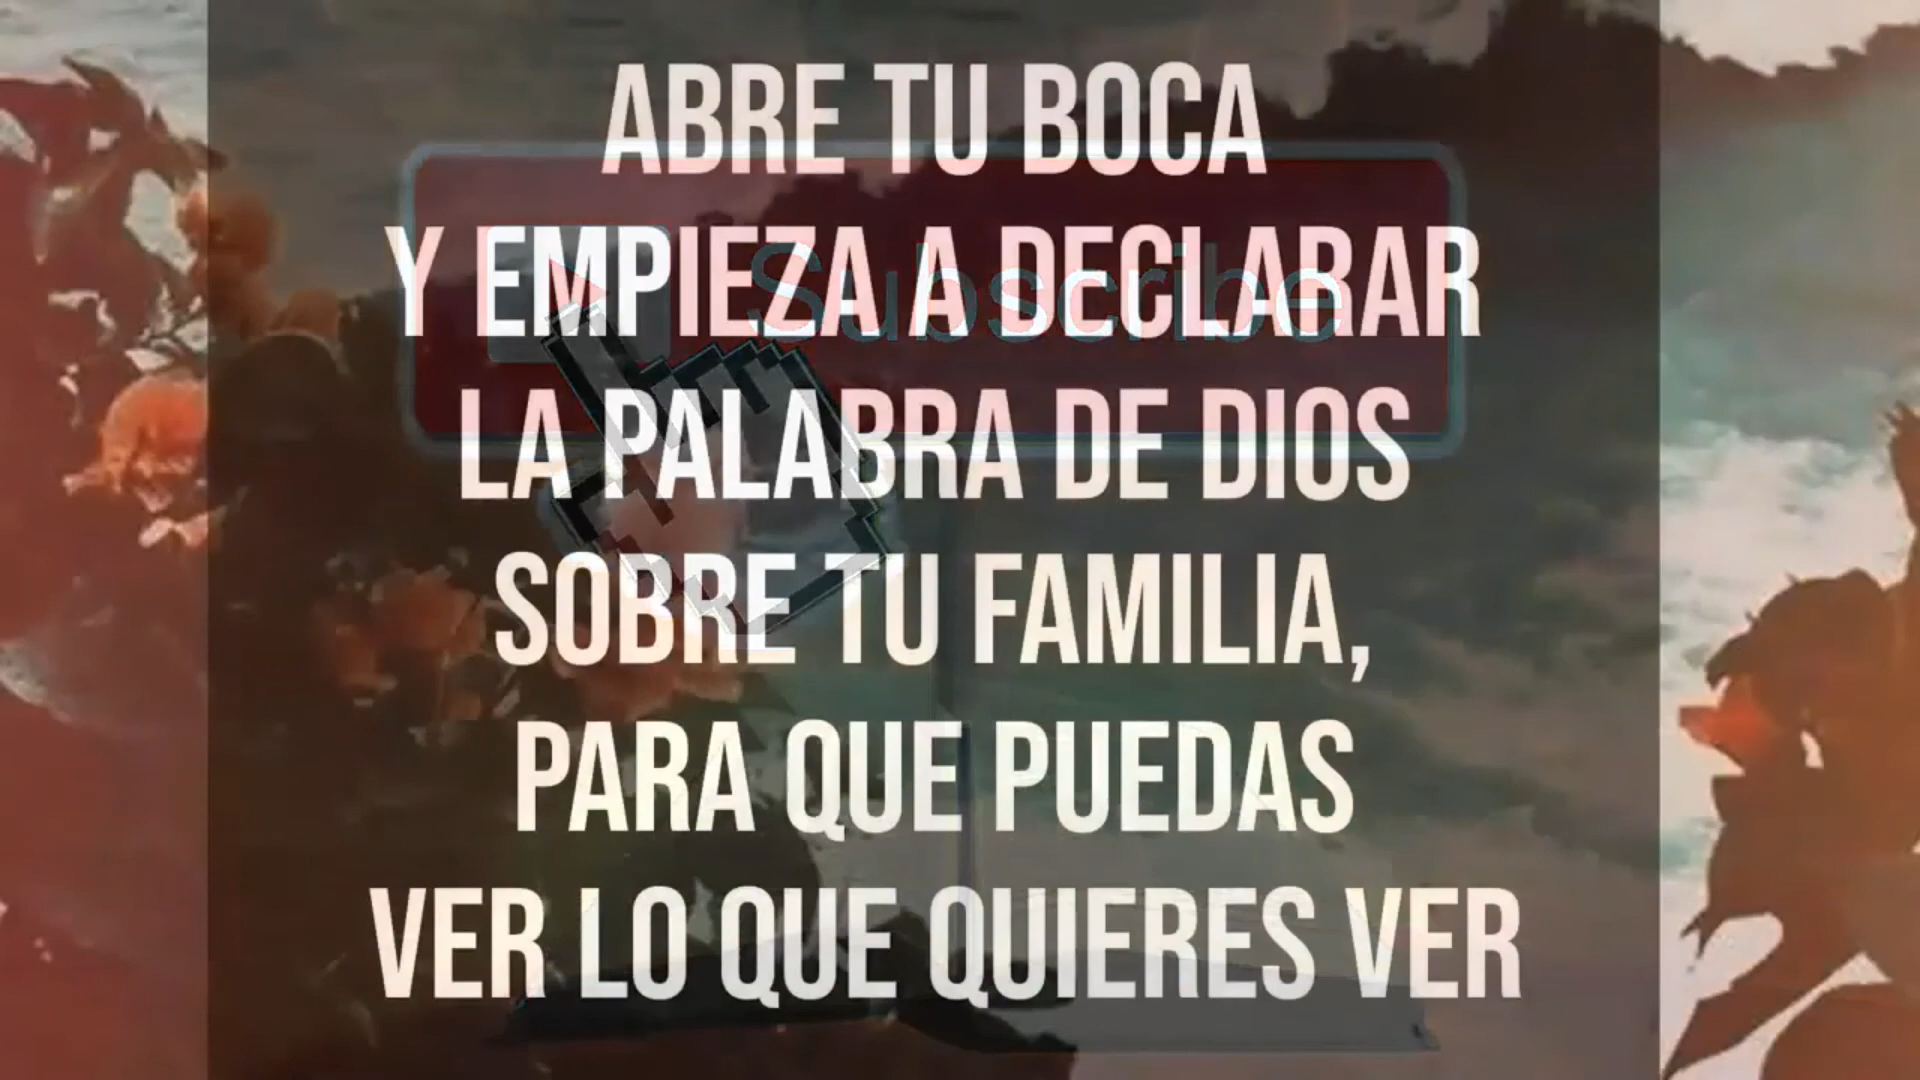 ABRE TU BOCA
Y EMPIEZA A DECLARAR
Subscribe
LA PALABRA DE DIOS
SOBRE TU FAMILIA,
PARA QUE PUEDAS
VER LO QUE QUIERES VER